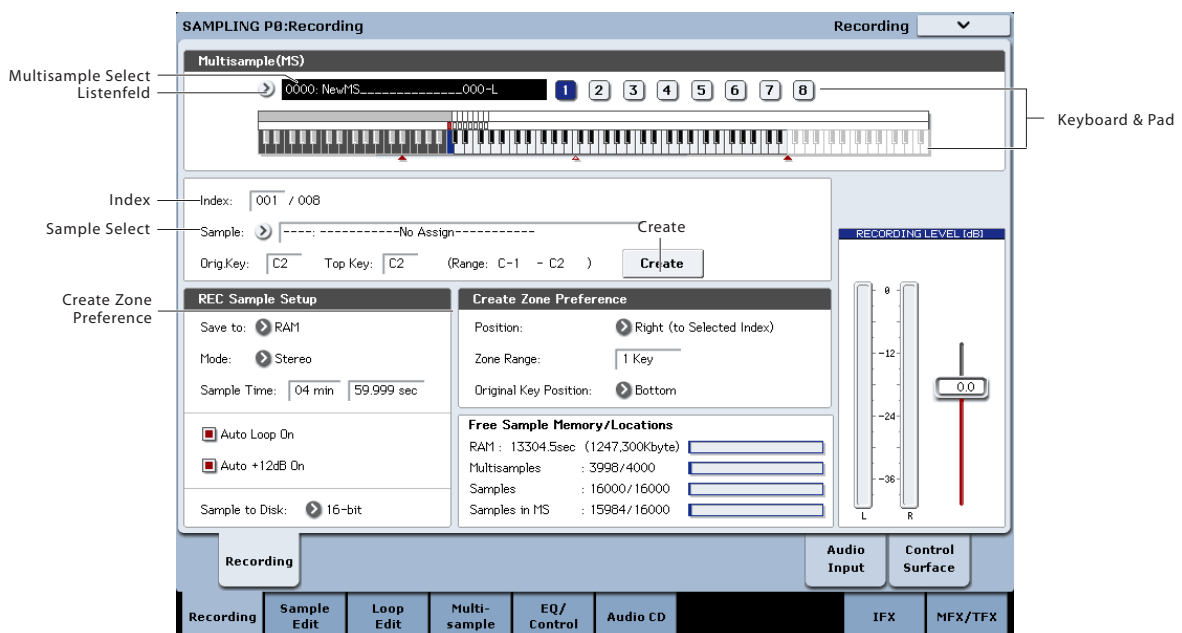 SAMPLING P0:Recording
Recording
Multisample(MS)
Multisample Select
Listenfeld
0000: NewMS______________000-L
1 2 3 4 5 6 7 8
Keyboard & Pad
Index
Index: 001 / 008
Sample Select
Sample: ----: -----------No Assign-----------
Create
Orig.Key: C2 Top Key: C2 (Range: C-1 - C2 ) Create
RECORDING LEVEL [dB]
Create Zone
Preference
REC Sample Setup
Save to: RAM
Mode: Stereo
Sample Time: 04 min 59.999 sec
Auto Loop On
Auto +12dB On
Sample to Disk: 16-bit
Create Zone Preference
Position: Right (to Selected Index)
Zone Range: 1 Key
Original Key Position: Bottom
Free Sample Memory/Locations
RAM : 13304.5sec (1247,300Kbyte)
Multisamples : 3998/4000
Samples : 16000/16000
Samples in MS : 15984/16000
0
-12
-24
-36
L R
0.0
Recording
Audio
Input
Control
Surface
Recording
Sample
Edit
Loop
Edit
Multi-
sample
EQ/
Control
Audio CD
IFX
MFX/TFX